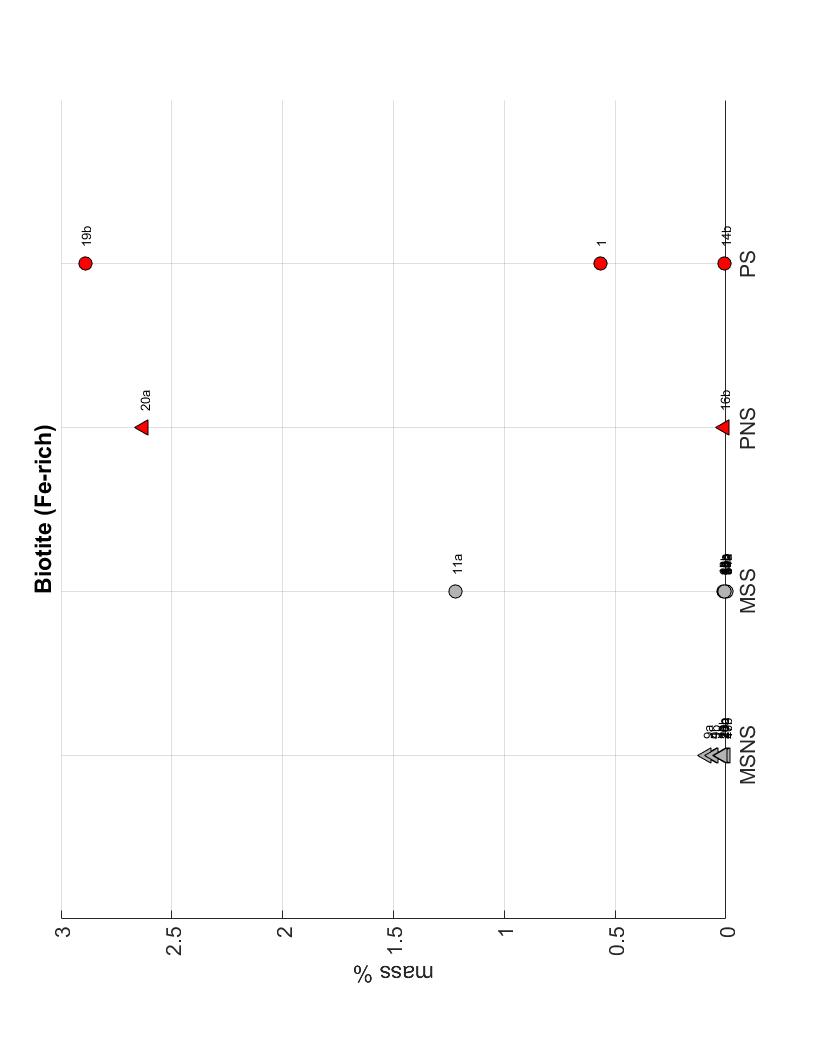 Biotite (Fe-rich)
3
19b
20a
2.5
2
mass %
1.5
11a
1
1
0.5
9a
0
16b
14b
MSNS
MSS
PNS
PS